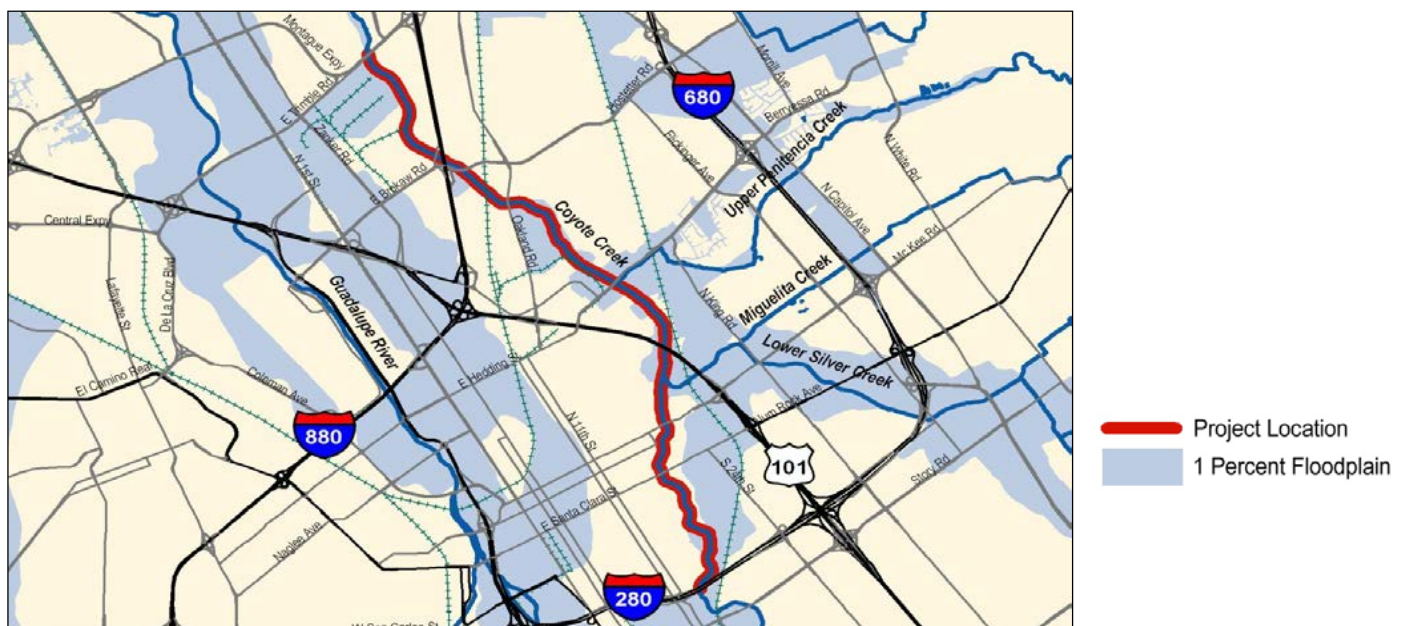 Montague Expy
E Trimble Rd
Zanker Rd
N 1st St
E Brokaw Rd
Hostetter Rd
680
Morrill Ave
Berryessa Rd
Flickinger Ave
Upper Penitencia Creek
N White Rd
N Capitol Ave
Mc Kee Rd
Central Expy
Lafayette St
De La Cruz Blvd
Guadalupe River
Coyote Creek
Oakland Rd
N King Rd
Miguelita Creek
Lower Silver Creek
El Camino Real
Coleman Ave
E Hedding St
880
N 11th St
Alum Rock Ave
101
S 24th St
Story Rd
E Santa Clara St
Naglee Ave
280
W San Carlos St
Project Location
1 Percent Floodplain